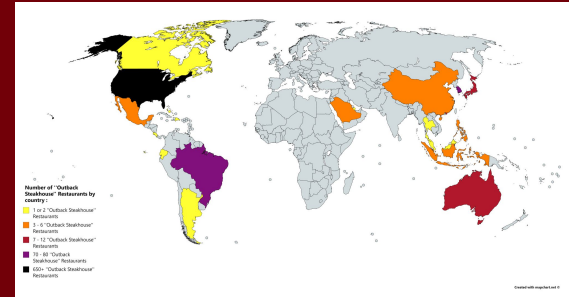 Number of "Outback
Steakhouse" Restaurants by
country :
1 or 2 "Outback Steakhouse"
Restaurants
3 - 6 "Outback Steakhouse"
Restaurants
7 - 12 "Outback Steakhouse"
Restaurants
70 - 80 "Outback
Steakhouse" Restaurants
650+ "Outback Steakhouse"
Restaurants
Created with mapchart.net ©